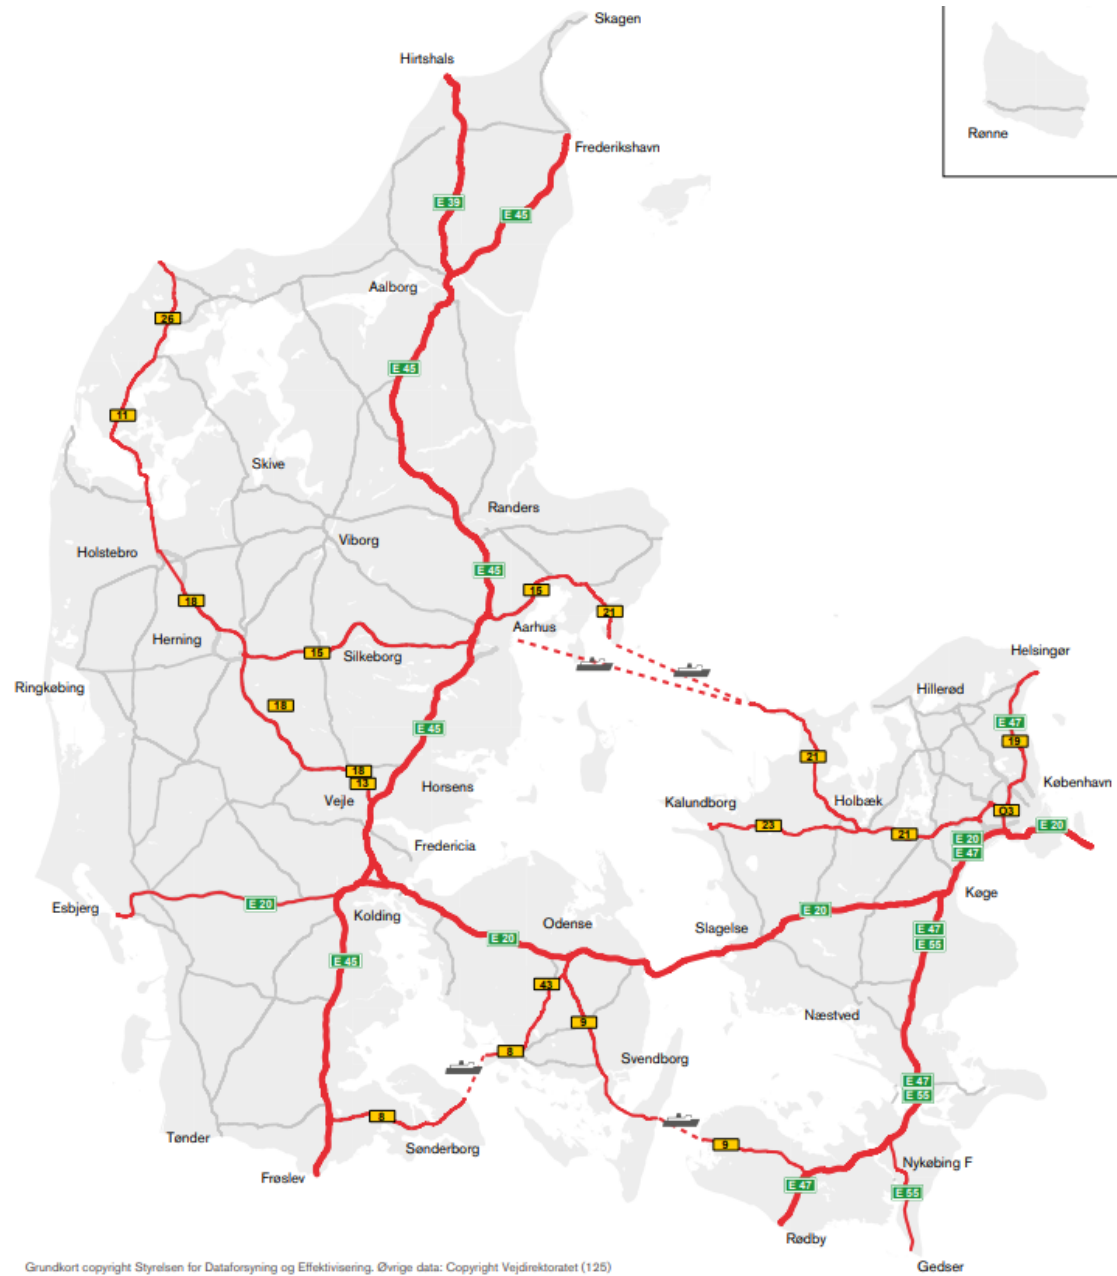 Skagen
Hirtshals
Rønne
Frederikshavn
E 39
E 45
Aalborg
26
E 45
11
Skive
Randers
Viborg
Holstebro
E 45
15
18
21
Aarhus
Herning
15
Silkeborg
Helsingør
Ringkøbing
Hillerød
18
E 47
E 45
19
21
18
13
Horsens
København
Vejle
Kalundborg
Holbæk
O3
23
21
E 20
E 20
E 47
Fredericia
Esbjerg
E 20
Kolding
Køge
Odense
Slagelse
E 20
E 20
E 47
E 55
E 45
43
Næstved
9
8
Svendborg
E 47
E 55
8
Tønder
Sønderborg
9
Nykøbing F
Frøslev
E 47
E 55
Rødby
Gedser
Grundkort copyright Styrelsen for Dataforsyning og Effektivisering. Øvrige data: Copyright Vejdirektoratet (125)